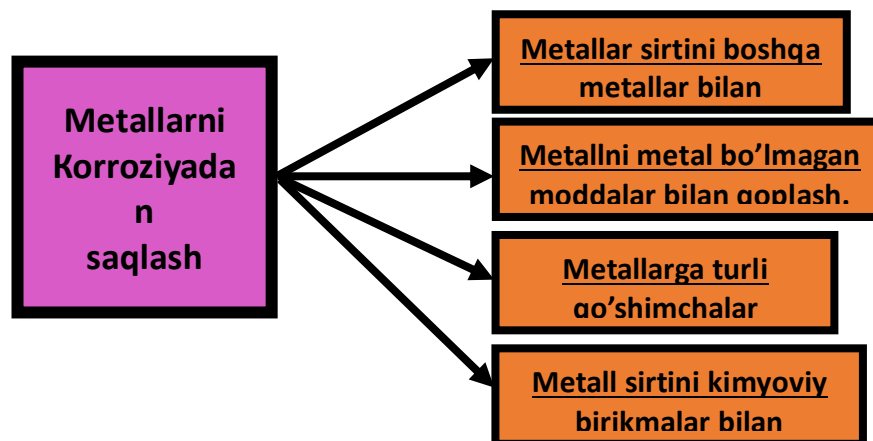 Metallarni
Korroziyada
n
saqlash
Metallar sirtini boshqa
metallar bilan
Metallni metal bo’lmagan
moddalar bilan qoplash.
Metallarga turli
qo’shimchalar
Metall sirtini kimyoviy
birikmalar bilan